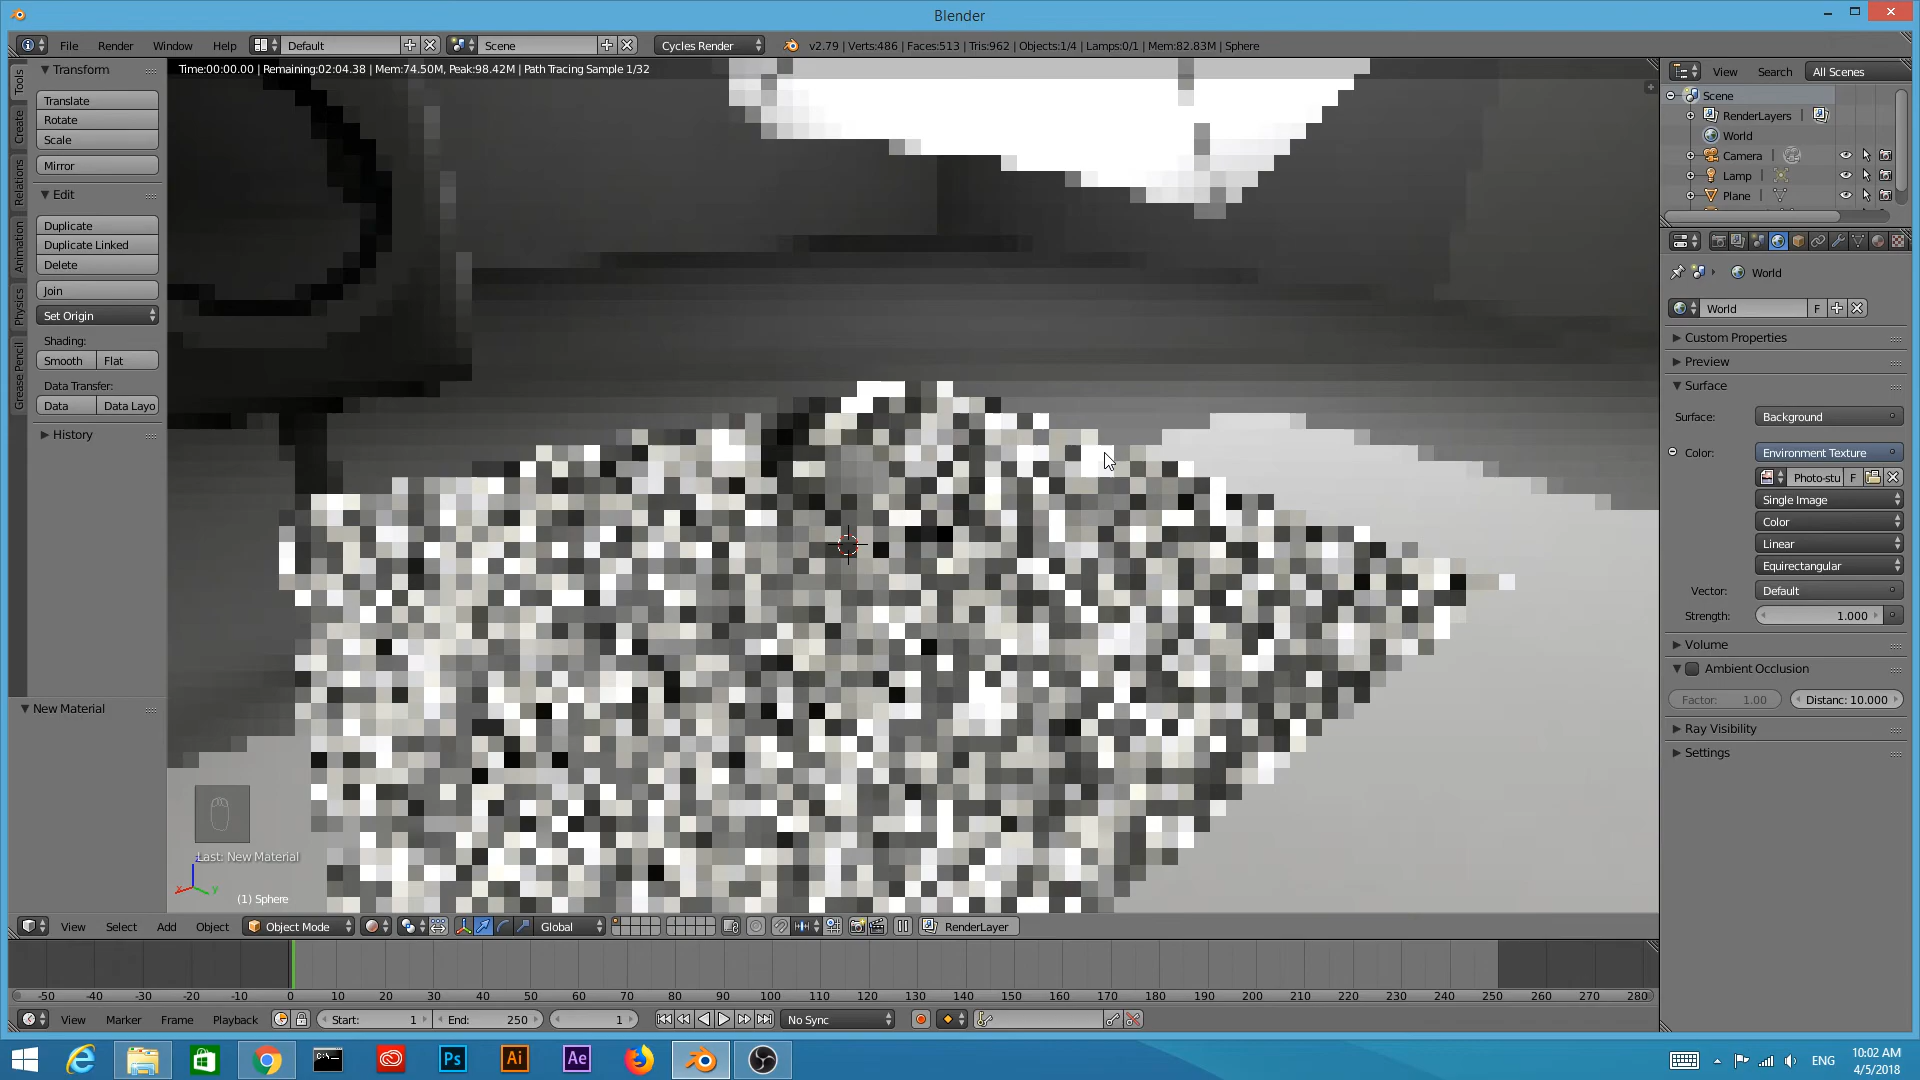 Blender
File Render Window Help Default Scene Cycles Render v2.79 | Verts:486 | Faces:513 | Tris:962 | Objects:1/4 | Lamps:0/1 | Mem:82.83M | Sphere
Time:00:00.00 | Remaining:02:04.38 | Mem:74.50M, Peak:98.42M | Path Tracing Sample 1/32
Tools
Create
Relations
Animation
Physics
Grease Pencil
Transform
Translate
Rotate
Scale
Mirror
Edit
Duplicate
Duplicate Linked
Delete
Join
Set Origin
Shading:
Smooth Flat
Data Transfer:
Data Data Layo
History
New Material
Last: New Material
x y
(1) Sphere
View Search All Scenes
Scene
RenderLayers
World
Camera
Lamp
Plane
World
World F
Custom Properties
Preview
Surface
Surface: Background
Color: Environment Texture
Photo-stu F
Single Image
Color
Linear
Equirectangular
Vector: Default
Strength: 1.000
Volume
Ambient Occlusion
Factor: 1.00 Distanc: 10.000
Ray Visibility
Settings
View Select Add Object Object Mode Global RenderLayer
-50 -40 -30 -20 -10 0 10 20 30 40 50 60 70 80 90 100 110 120 130 140 150 160 170 180 190 200 210 220 230 240 250 260 270 280
View Marker Frame Playback Start: 1 End: 250 1 No Sync
Ps Ai Ae
ENG
10:02 AM
4/5/2018